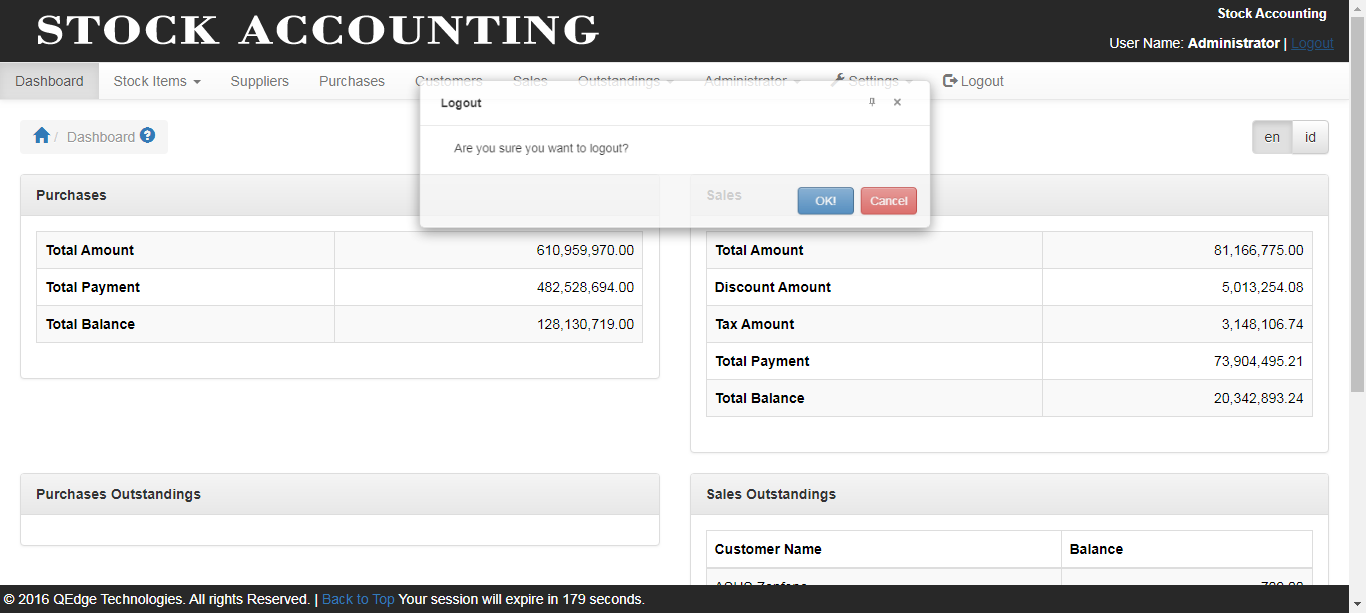 STOCK ACCOUNTING
Stock Accounting
User Name: Administrator | Logout
Dashboard Stock Items Suppliers Purchases Customers Sales Outstandings Administrator Settings Logout
Logout
Are you sure you want to logout?
OK! Cancel
/ Dashboard
en id
Purchases
Total Amount 610,959,970.00
Total Payment 482,528,694.00
Total Balance 128,130,719.00
Sales
Total Amount 81,166,775.00
Discount Amount 5,013,254.08
Tax Amount 3,148,106.74
Total Payment 73,904,495.21
Total Balance 20,342,893.24
Purchases Outstandings
Sales Outstandings
Customer Name Balance
© 2016 QEdge Technologies. All rights Reserved. | Back to Top Your session will expire in 179 seconds.